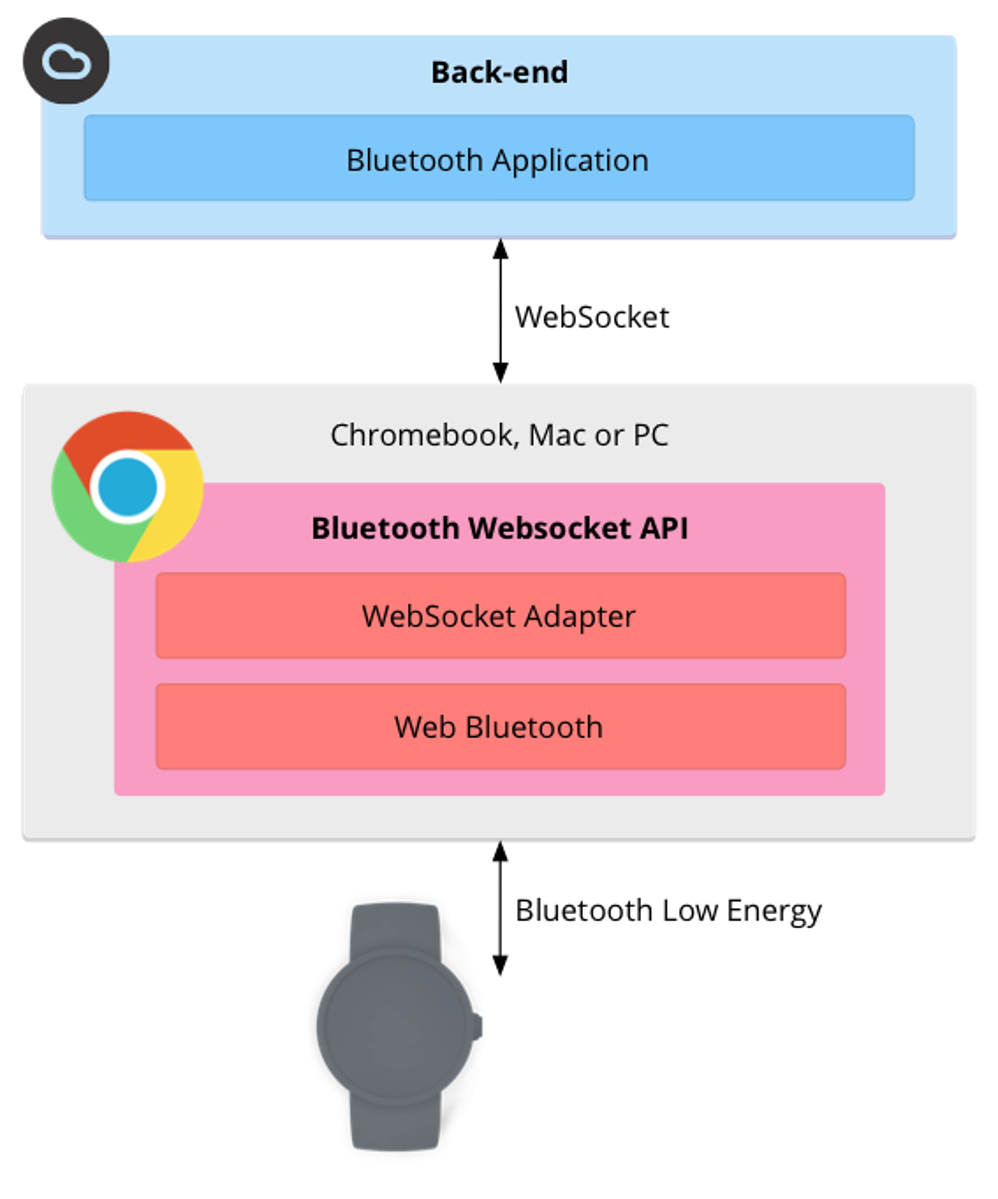 Back-end
Bluetooth Application
WebSocket
Chromebook, Mac or PC
Bluetooth Websocket API
WebSocket Adapter
Web Bluetooth
Bluetooth Low Energy